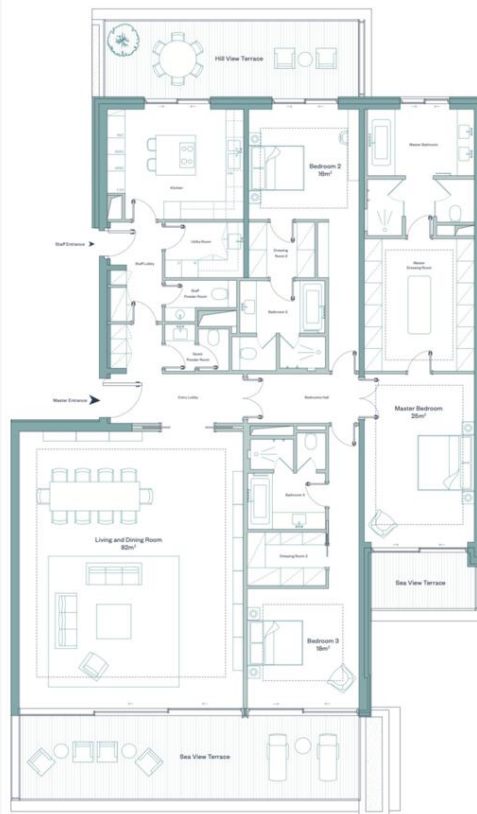 Hill View Terrace
Master Bathroom
Bedroom 2
16m²
Kitchen
Staff Entrance
Utility Room
Staff Lobby
Dressing
Room 2
Master
Dressing Room
Staff
Powder Room
Bathroom 2
Guest
Powder Room
Master Entrance
Entry Lobby
Bedrooms Hall
Master Bedroom
25m²
Bathroom 3
Living and Dining Room
82m²
Dressing Room 3
Sea View Terrace
Bedroom 3
18m²
Sea View Terrace